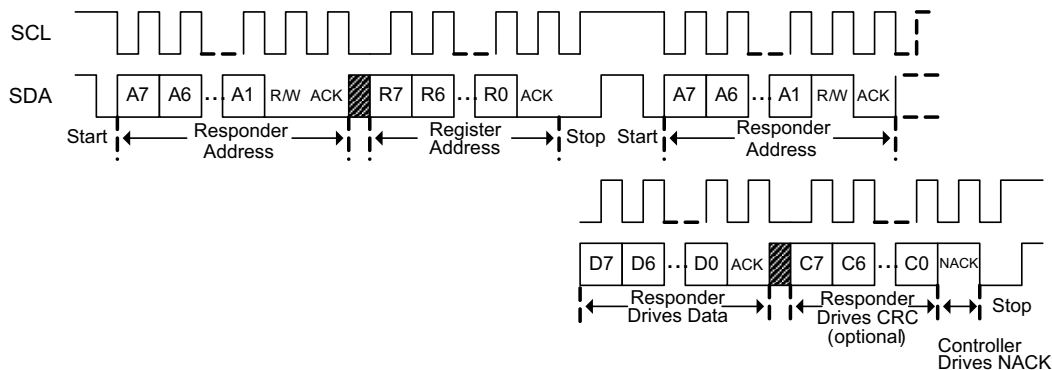 SCL
SDA
A7 A6 ... A1 R/W ACK R7 R6 ... R0 ACK A7 A6 ... A1 R/W ACK
Start Responder Address Register Address Stop Start Responder Address
D7 D6 ... D0 ACK C7 C6 ... C0 NACK
Responder Drives Data Responder Drives CRC (optional) Stop
Controller Drives NACK